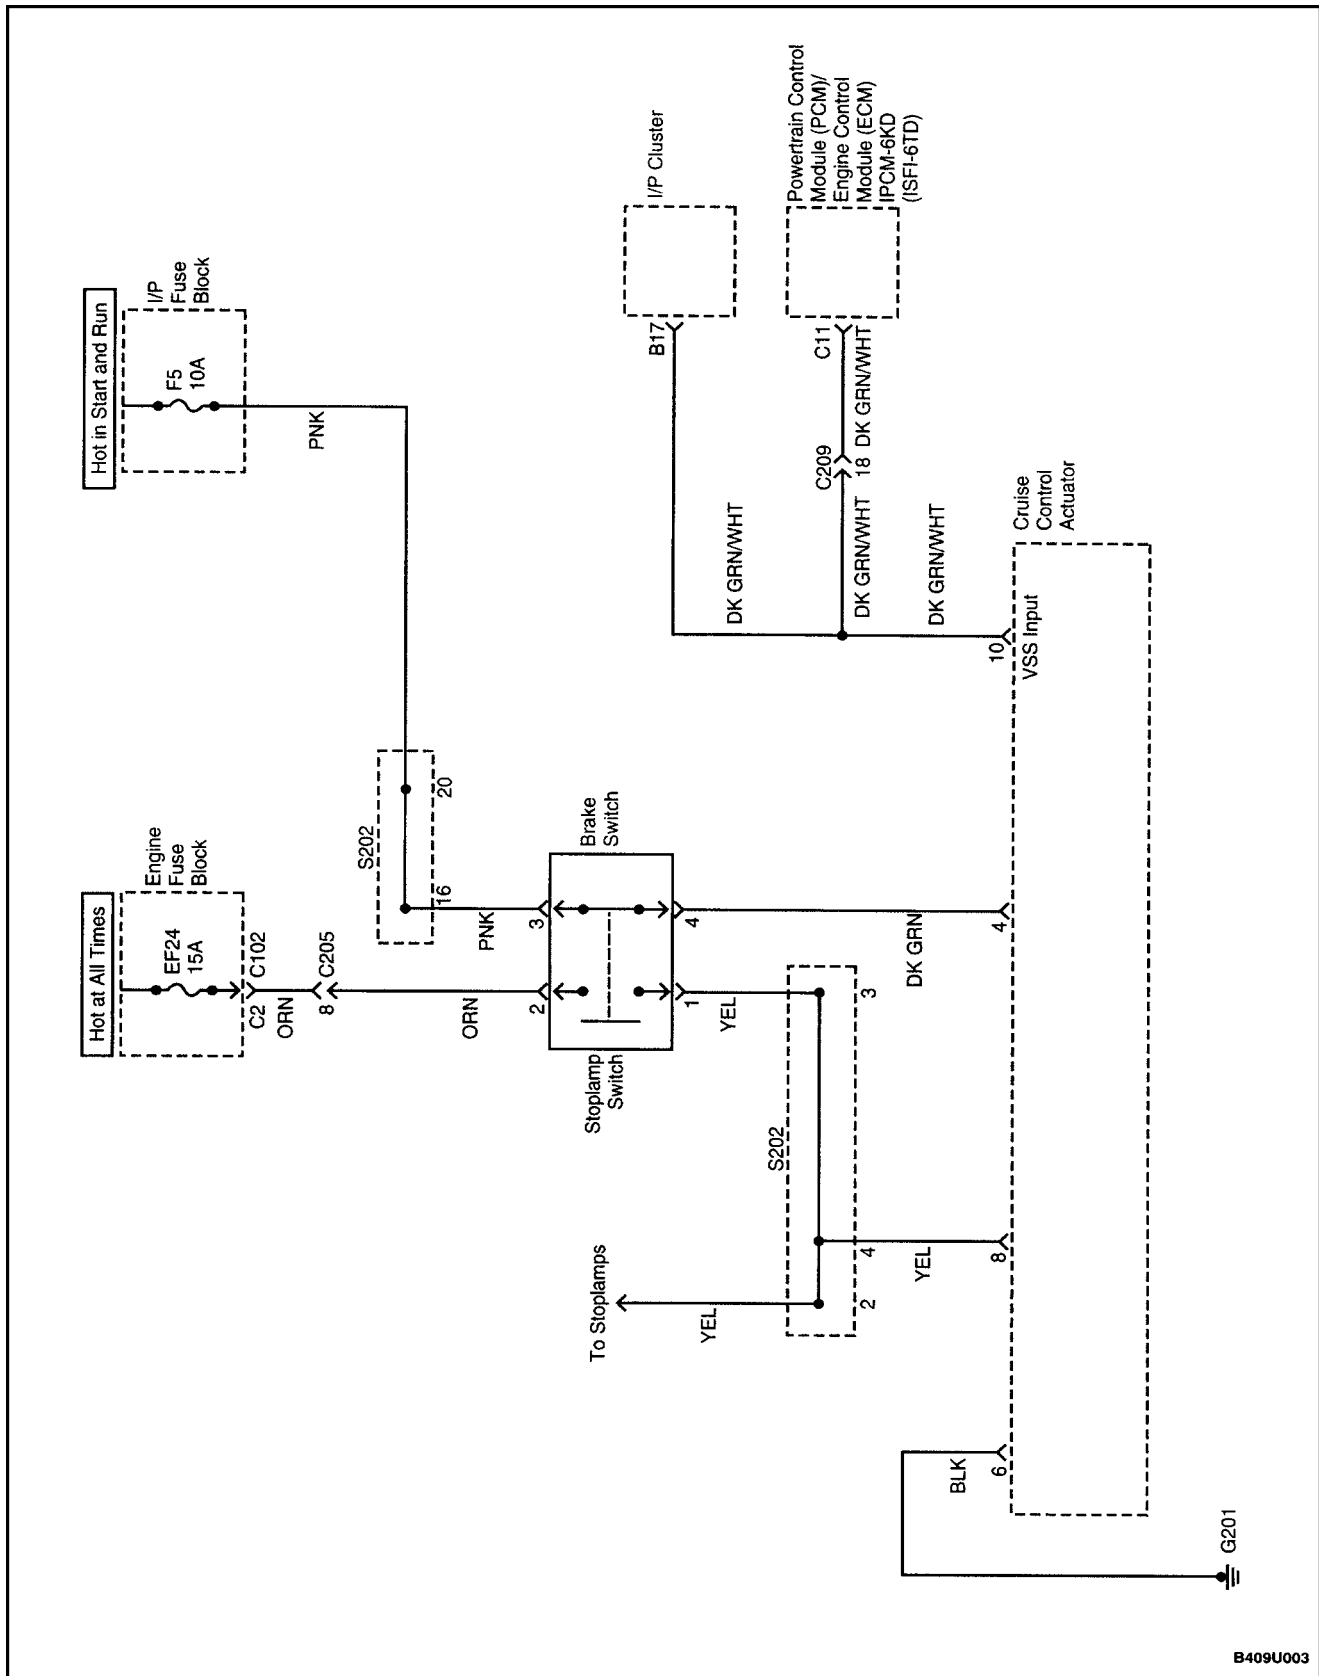 Hot at All Times
EF24
15A
Engine
Fuse
Block
C2
C102
ORN
8
C205
ORN
Hot in Start and Run
F5
10A
I/P
Fuse
Block
PNK
S202
16
20
PNK
2
3
Stoplamp
Switch
Brake
Switch
1
4
YEL
DK GRN
To Stoplamps
YEL
S202
2
4
3
YEL
I/P Cluster
B17
DK GRN/WHT
Powertrain Control
Module (PCM)/
Engine Control
Module (ECM)
IPCM-6KD
(ISFI-6TD)
C11
DK GRN/WHT
C209
18
DK GRN/WHT
DK GRN/WHT
BLK
6
8
4
10
VSS Input
Cruise
Control
Actuator
G201
B409U003